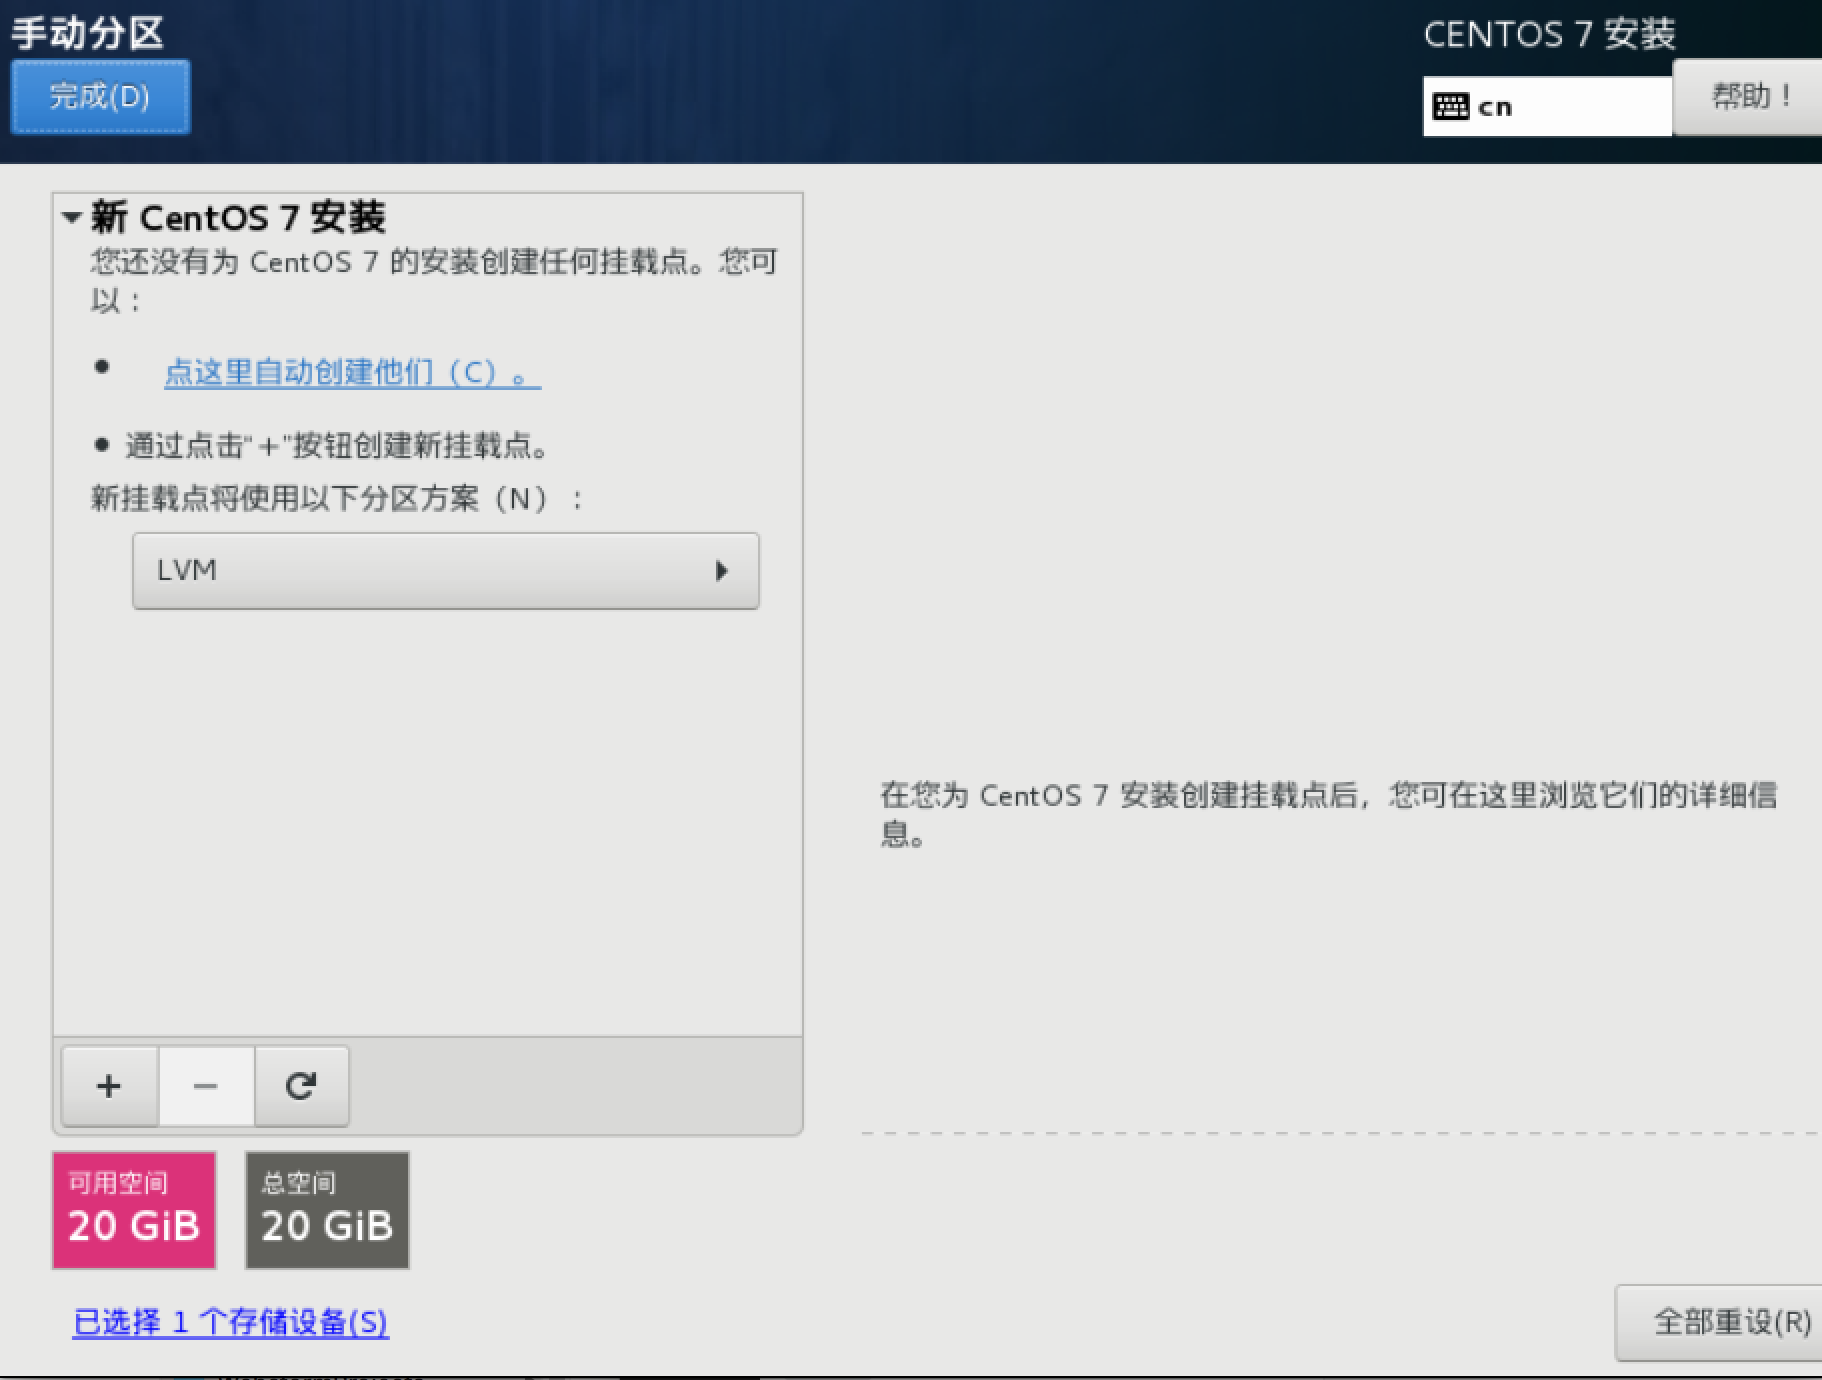 手动分区
CENTOS 7 安装
完成(D)
cn
帮助！
新 CentOS 7 安装
您还没有为 CentOS 7 的安装创建任何挂载点。您可
以：
点这里自动创建他们（C）。
通过点击"+"按钮创建新挂载点。
新挂载点将使用以下分区方案（N）：
LVM
在您为 CentOS 7 安装创建挂载点后，您可在这里浏览它们的详细信
息。
+ −
可用空间
20 GiB
总空间
20 GiB
已选择 1 个存储设备(S)
全部重设(R)